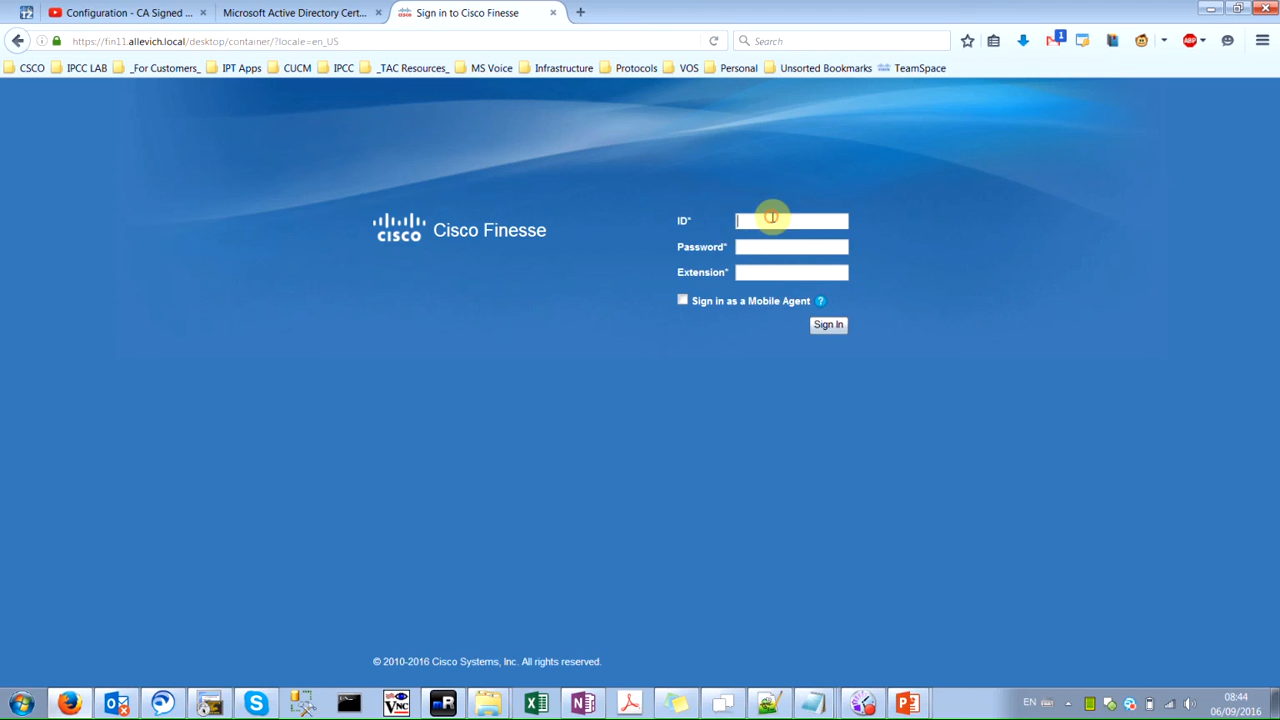 Configuration - CA Signed ...
Microsoft Active Directory Cert...
Sign in to Cisco Finesse
https://fin11.allevich.local/desktop/container/?locale=en_US
Search
1
ABP
CSCO
IPCC LAB
_For Customers_
IPT Apps
CUCM
IPCC
_TAC Resources_
MS Voice
Infrastructure
Protocols
VOS
Personal
Unsorted Bookmarks
TeamSpace
CISCO
Cisco Finesse
ID*
Password*
Extension*
Sign in as a Mobile Agent ?
Sign In
© 2010-2016 Cisco Systems, Inc. All rights reserved.
VNC
EN
08:44
06/09/2016